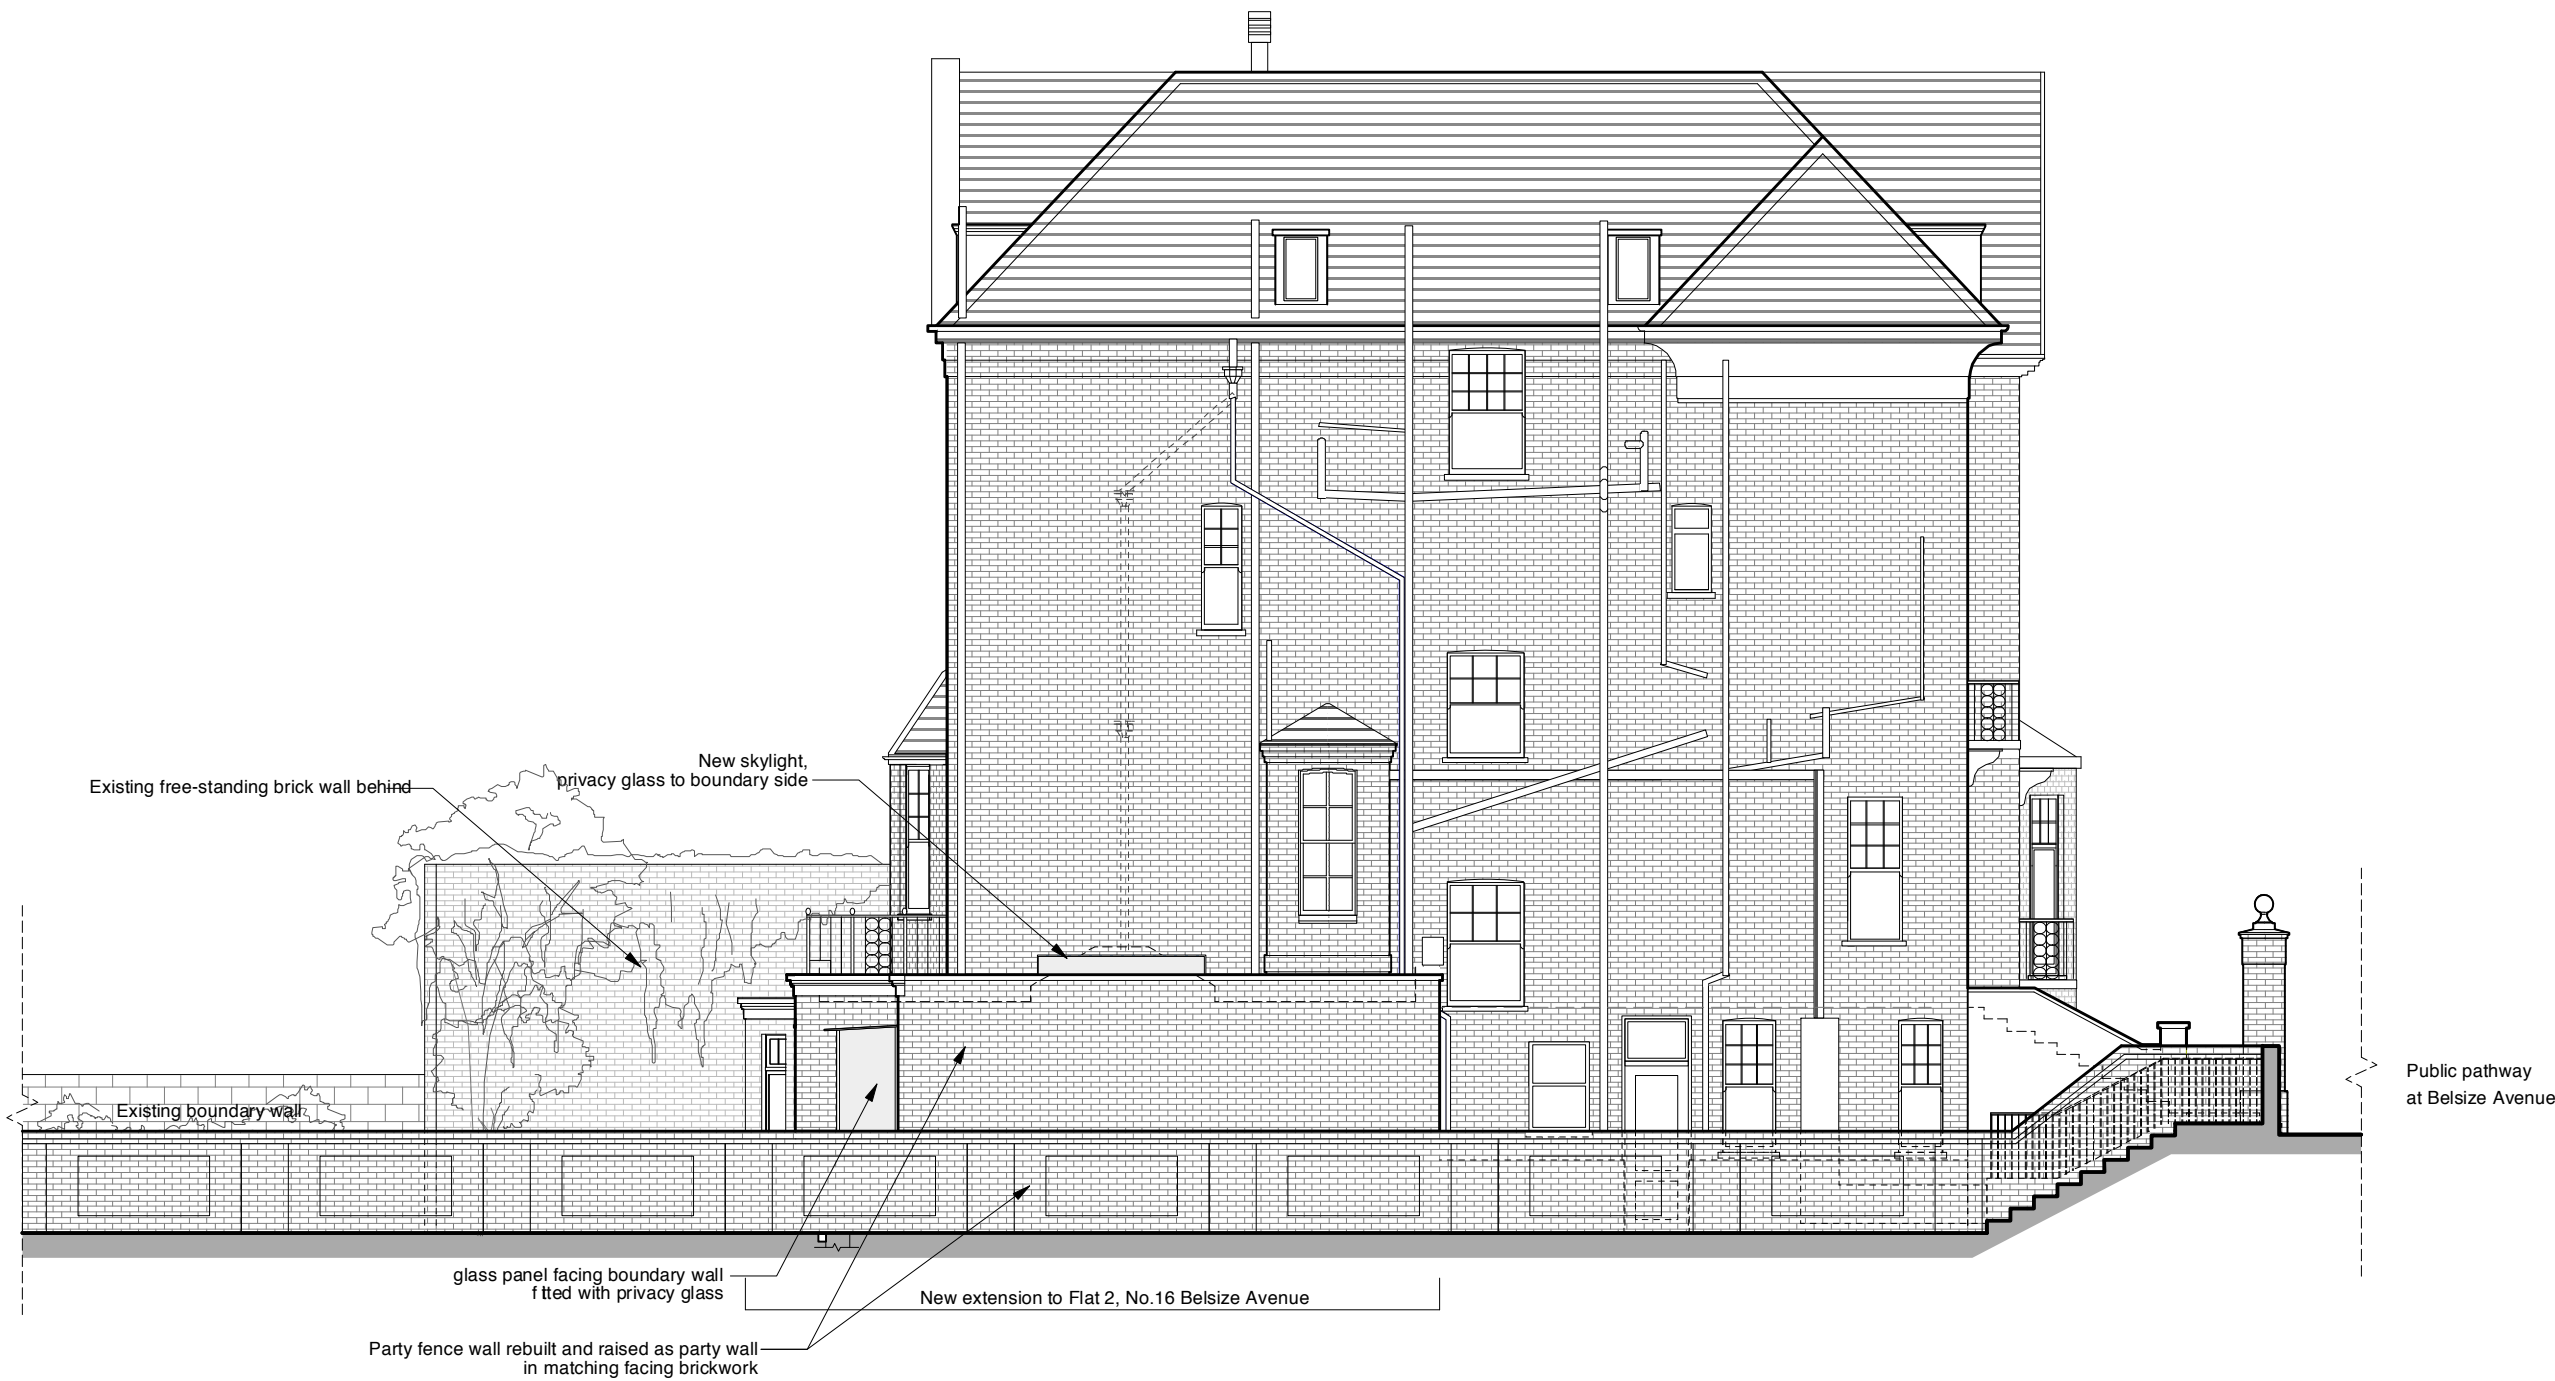 New skylight,
privacy glass to boundary side
Existing free-standing brick wall behind
Public pathway
at Belsize Avenue
Existing boundary wall
glass panel facing boundary wall
fitted with privacy glass
New extension to Flat 2, No.16 Belsize Avenue
Party fence wall rebuilt and raised as party wall
in matching facing brickwork